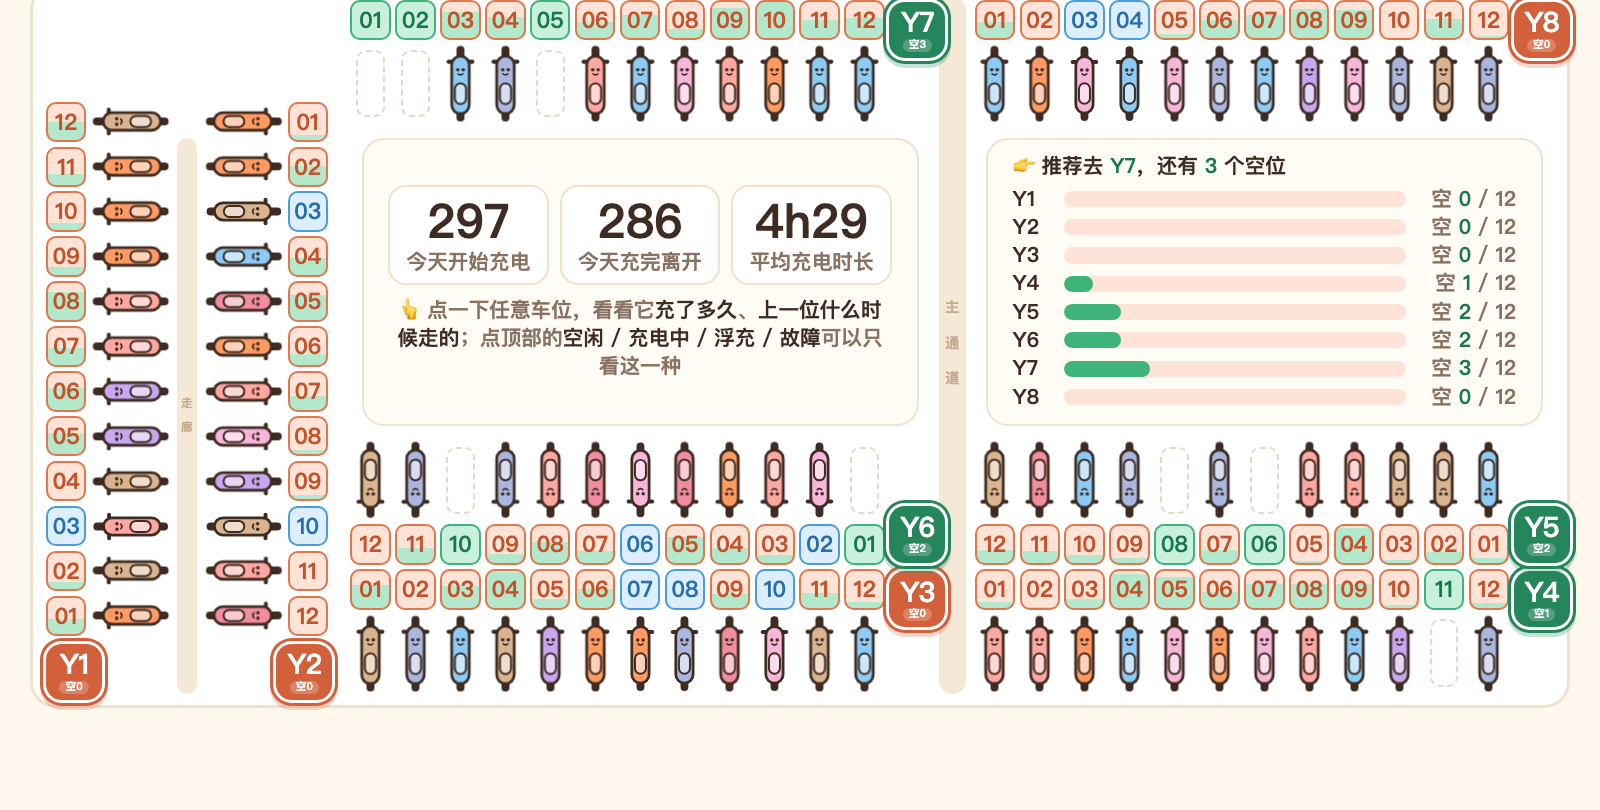 01 02 03 04 05 06 07 08 09 10 11 12 Y7 空3
01 02 03 04 05 06 07 08 09 10 11 12 Y8 空0
12 01
11 02
10 03
09 04
08 05
07 06
06 07
05 08
04 09
03 10
02 11
01 12
Y1 空0
Y2 空0
走廊
297 今天开始充电
286 今天充完离开
4h29 平均充电时长
👆 点一下任意车位，看看它充了多久、上一位什么时
候走的；点顶部的空闲 / 充电中 / 浮充 / 故障可以只
看这一种
主通道
👉 推荐去 Y7，还有 3 个空位
Y1 空 0 / 12
Y2 空 0 / 12
Y3 空 0 / 12
Y4 空 1 / 12
Y5 空 2 / 12
Y6 空 2 / 12
Y7 空 3 / 12
Y8 空 0 / 12
12 11 10 09 08 07 06 05 04 03 02 01 Y6 空2
12 11 10 09 08 07 06 05 04 03 02 01 Y5 空2
01 02 03 04 05 06 07 08 09 10 11 12 Y3 空0
01 02 03 04 05 06 07 08 09 10 11 12 Y4 空1